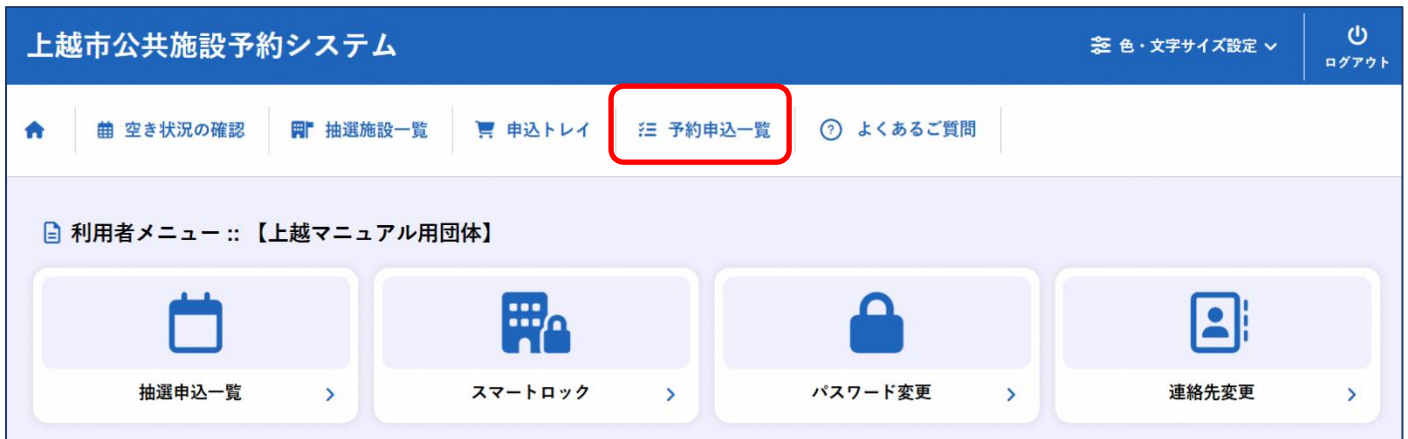 上越市公共施設予約システム
色・文字サイズ設定
ログアウト
空き状況の確認
抽選施設一覧
申込トレイ
予約申込一覧
よくあるご質問
利用者メニュー :: 【上越マニュアル用団体】
抽選申込一覧
スマートロック
パスワード変更
連絡先変更